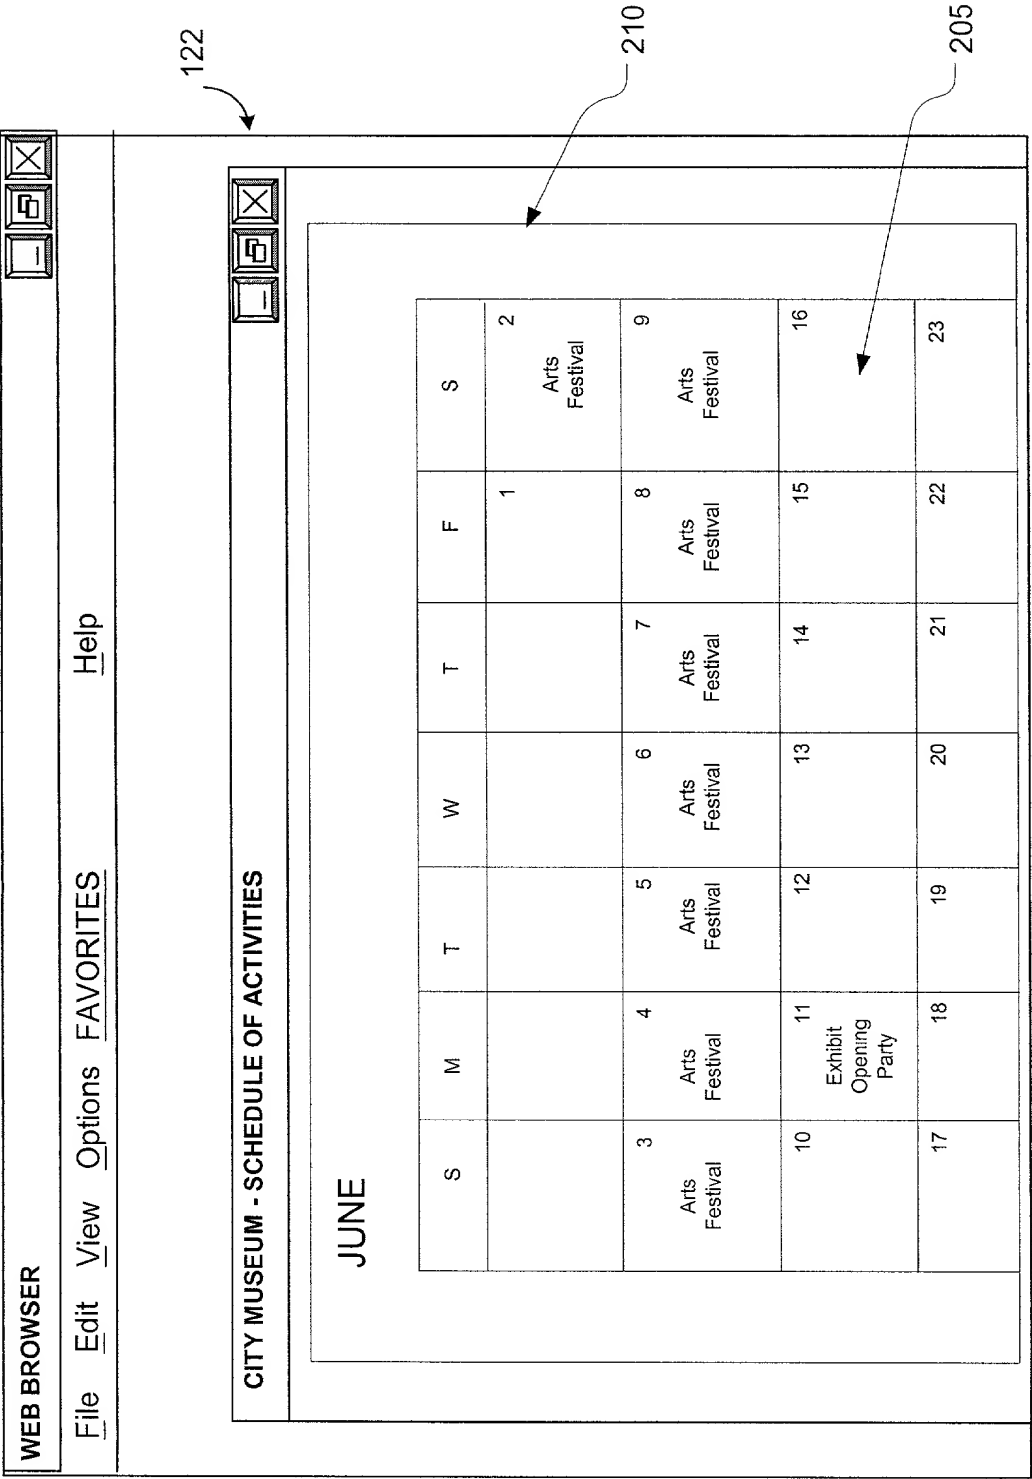 WEB BROWSER
File Edit View Options FAVORITES Help
122
CITY MUSEUM - SCHEDULE OF ACTIVITIES
210
JUNE
S M T W T F S
1 2
Arts
Festival
3 4 5 6 7 8 9
Arts Arts Arts Arts Arts Arts Arts
Festival Festival Festival Festival Festival Festival Festival
10 11 12 13 14 15 16
Exhibit
Opening
Party
205
17 18 19 20 21 22 23